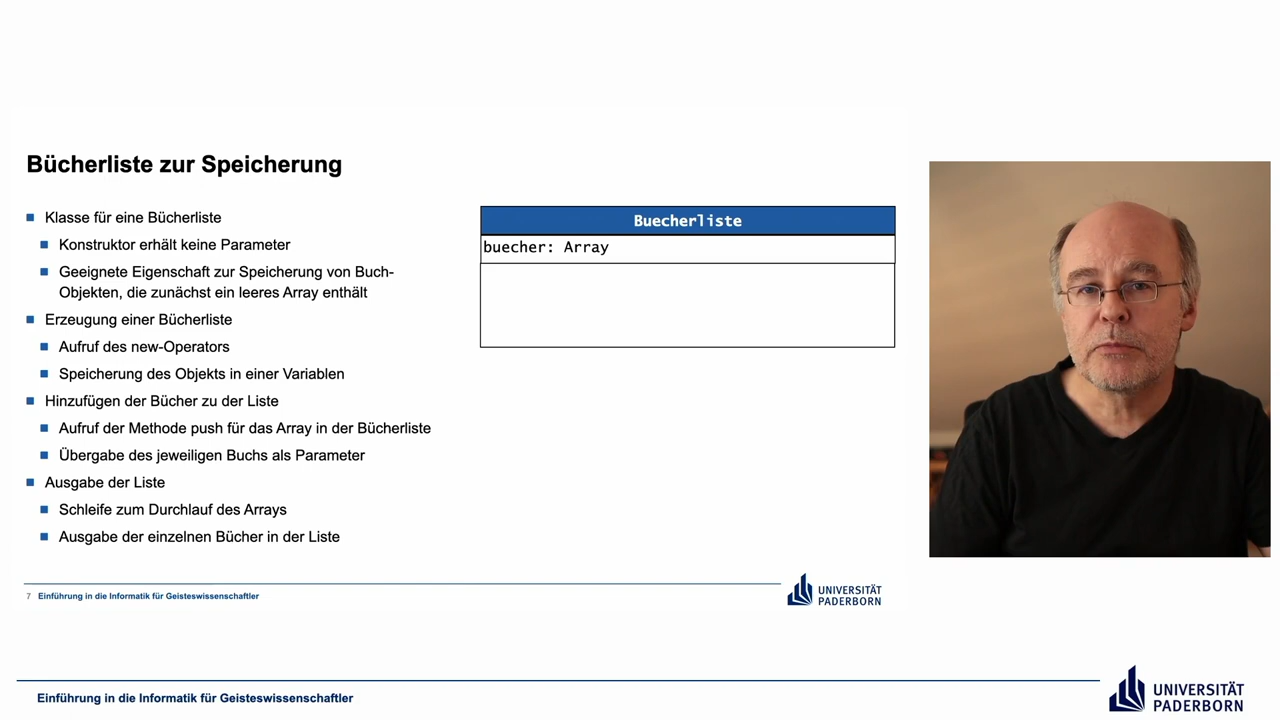 Bücherliste zur Speicherung
Klasse für eine Bücherliste
Konstruktor erhält keine Parameter
Geeignete Eigenschaft zur Speicherung von Buch-
Objekten, die zunächst ein leeres Array enthält
Erzeugung einer Bücherliste
Aufruf des new-Operators
Speicherung des Objekts in einer Variablen
Hinzufügen der Bücher zu der Liste
Aufruf der Methode push für das Array in der Bücherliste
Übergabe des jeweiligen Buchs als Parameter
Ausgabe der Liste
Schleife zum Durchlauf des Arrays
Ausgabe der einzelnen Bücher in der Liste
Buecherliste
buecher: Array
7 Einführung in die Informatik für Geisteswissenschaftler
UNIVERSITÄT
PADERBORN
Einführung in die Informatik für Geisteswissenschaftler
UNIVERSITÄT
PADERBORN